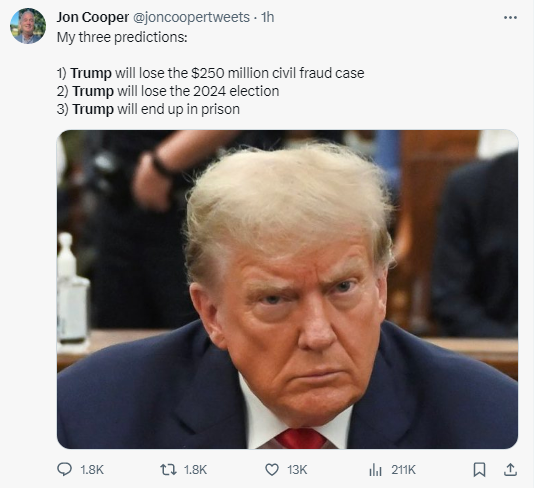 Jon Cooper @joncoopertweets · 1h
My three predictions:
1) Trump will lose the $250 million civil fraud case
2) Trump will lose the 2024 election
3) Trump will end up in prison
1.8K 1.8K 13K 211K